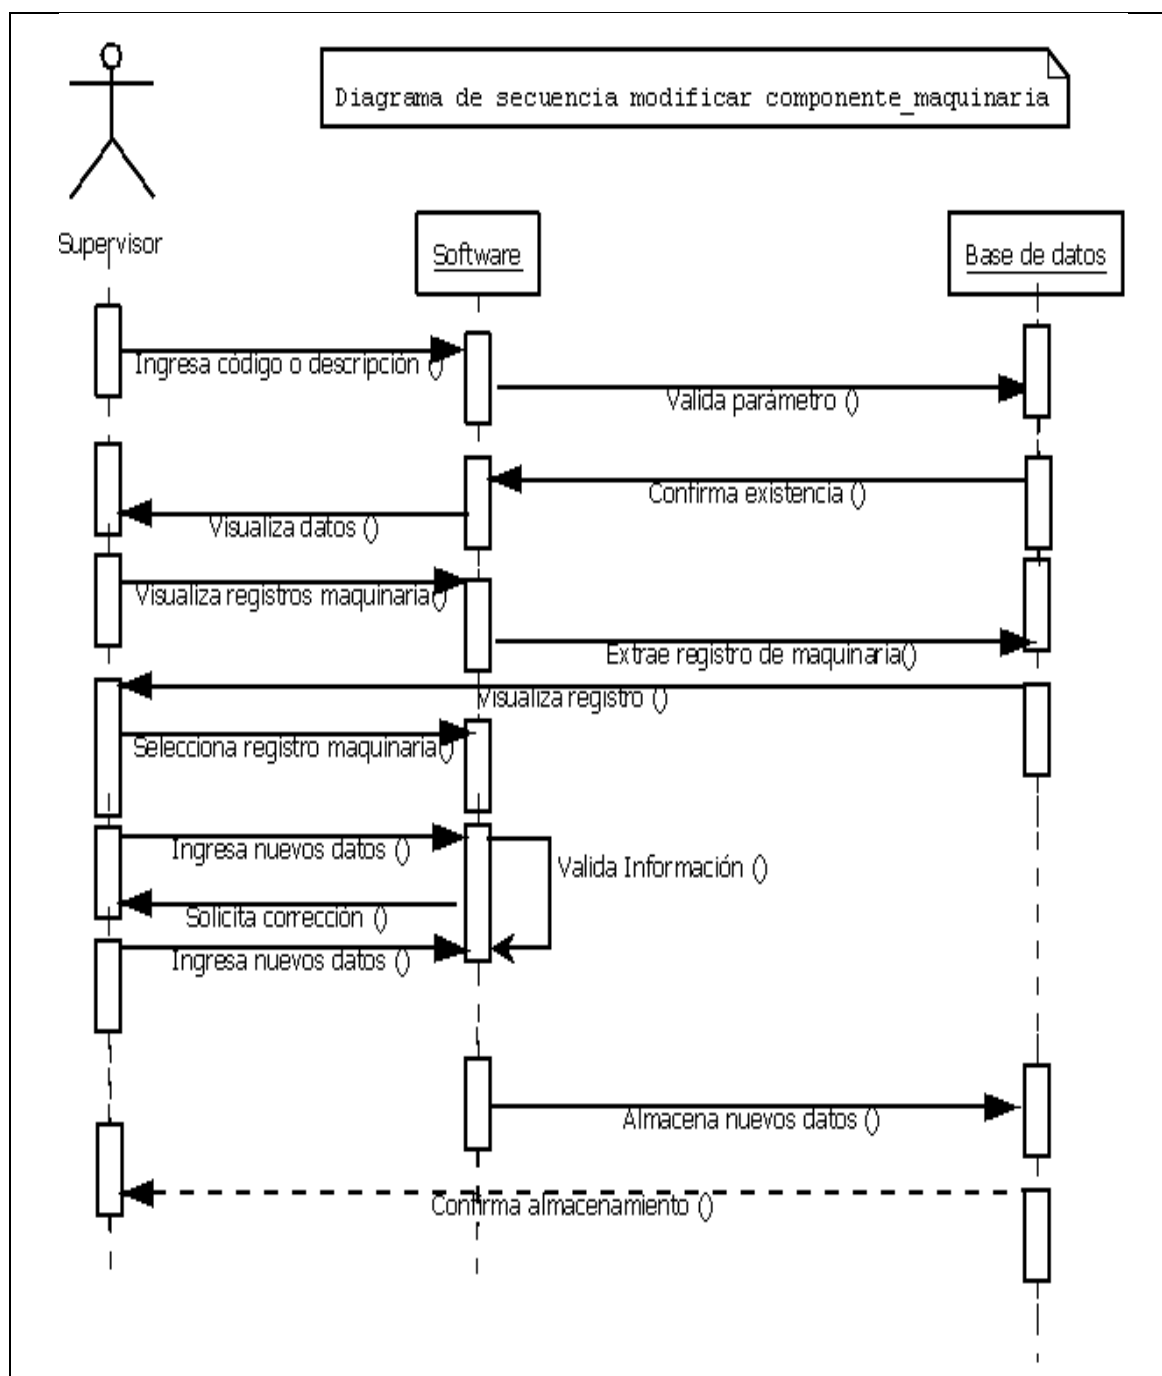 Diagrama de secuencia modificar componente_maquinaria
Supervisor
Software
Base de datos
Ingresa código o descripción ()
Valida parámetro ()
Confirma existencia ()
Visualiza datos ()
Visualiza registros maquinaria()
Extrae registro de maquinaria()
Visualiza registro ()
Selecciona registro maquinaria()
Ingresa nuevos datos ()
Valida Información ()
Solicita corrección ()
Ingresa nuevos datos ()
Almacena nuevos datos ()
Confirma almacenamiento ()